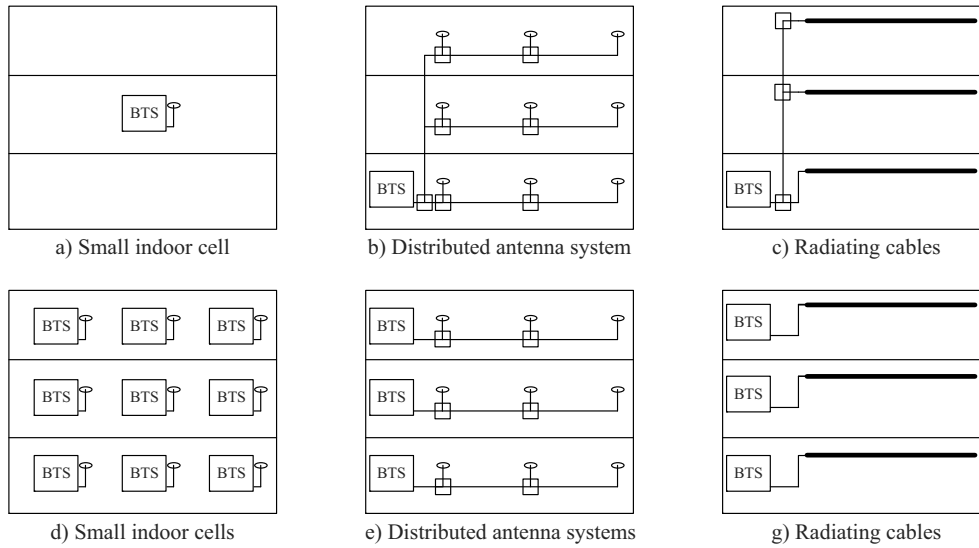 BTS
BTS
BTS
a) Small indoor cell
b) Distributed antenna system
c) Radiating cables
BTS BTS BTS
BTS
BTS
BTS BTS BTS
BTS
BTS
BTS BTS BTS
BTS
BTS
d) Small indoor cells
e) Distributed antenna systems
g) Radiating cables